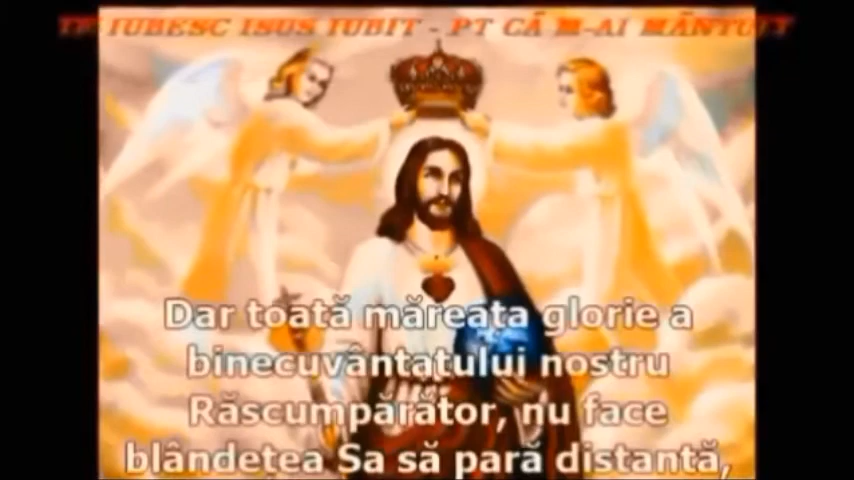 TE IUBESC ISUS IUBIT - PT CĂ M-AI MÂNTUIT
Dar toată măreața glorie a
binecuvântatului nostru
Răscumpărător, nu face
blândețea Sa să pară distantă,